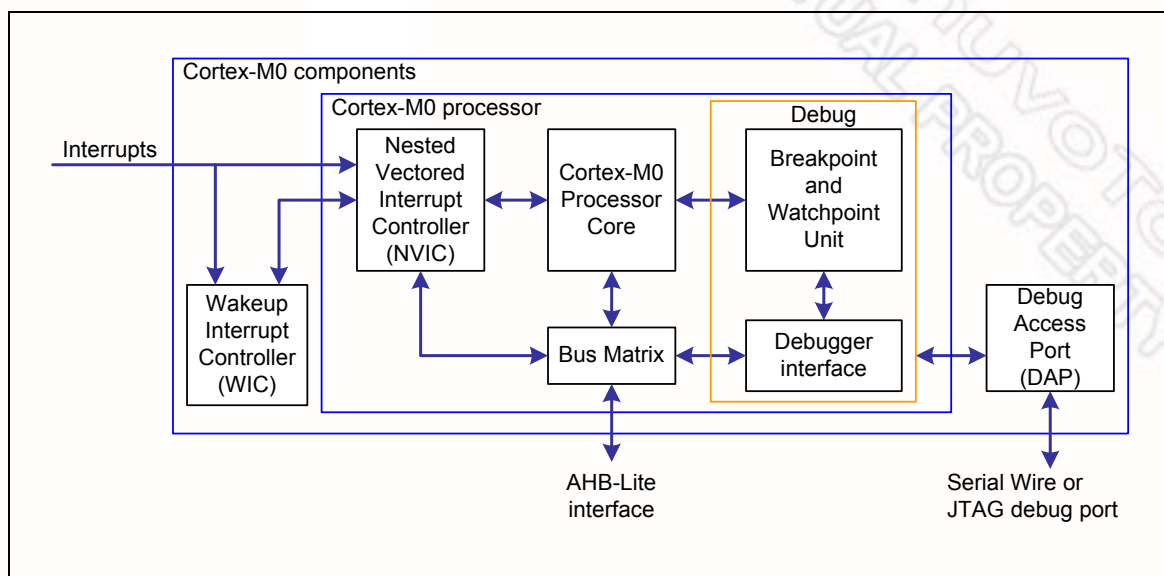 Cortex-M0 components
Cortex-M0 processor
Debug
Interrupts
Nested
Vectored
Interrupt
Controller
(NVIC)
Cortex-M0
Processor
Core
Breakpoint
and
Watchpoint
Unit
Wakeup
Interrupt
Controller
(WIC)
Bus Matrix
Debugger
interface
Debug
Access
Port
(DAP)
AHB-Lite
interface
Serial Wire or
JTAG debug port
PROPERTY